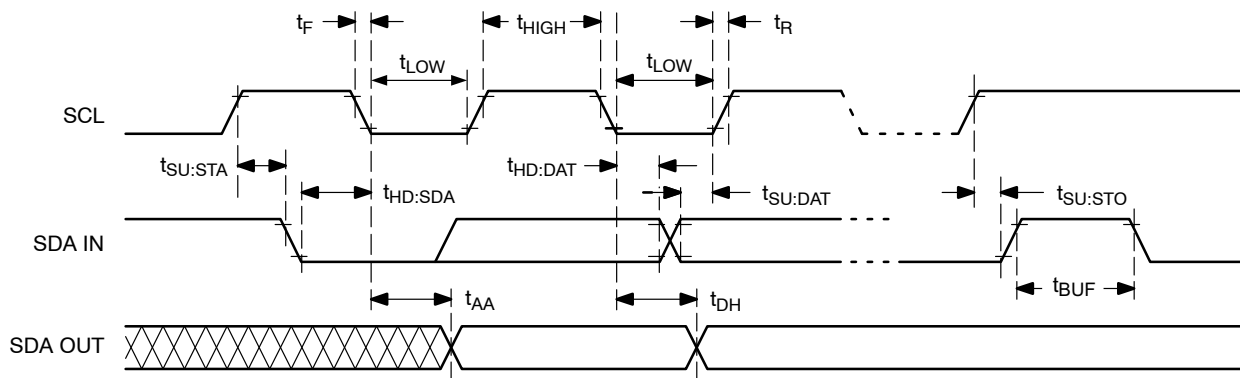 tF
tHIGH
tR
tLOW
tLOW
SCL
tSU:STA
tHD:SDA
tHD:DAT
tSU:DAT
tSU:STO
SDA IN
tBUF
tAA
tDH
SDA OUT